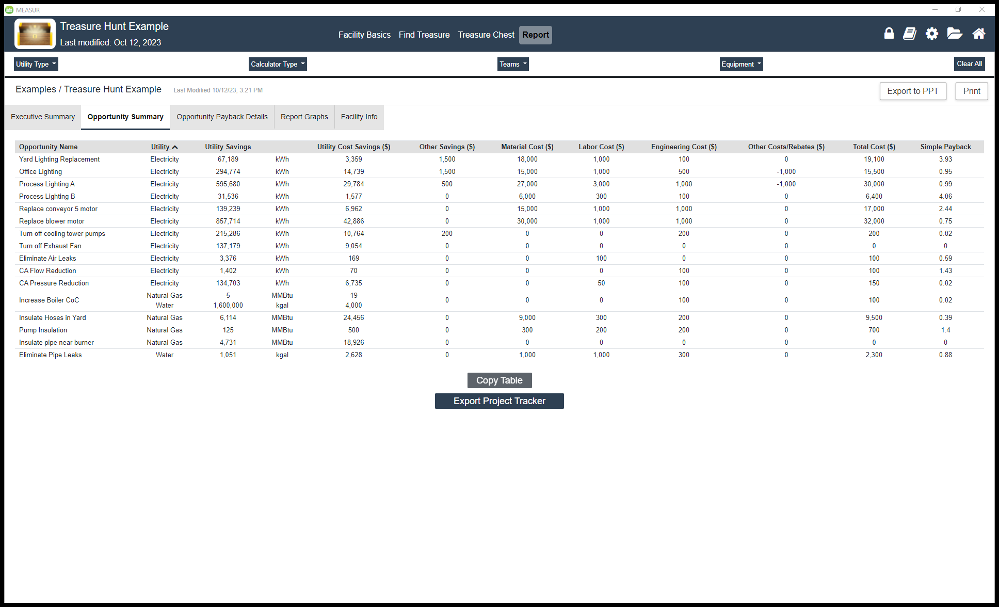 MEASUR
Treasure Hunt Example
Last modified: Oct 12, 2023
Facility Basics Find Treasure Treasure Chest Report
Utility Type Calculator Type Teams Equipment Clear All
Examples / Treasure Hunt Example Last Modified 10/12/23, 3:21 PM Export to PPT Print
Executive Summary Opportunity Summary Opportunity Payback Details Report Graphs Facility Info
Opportunity Name Utility Utility Savings Utility Cost Savings ($) Other Savings ($) Material Cost ($) Labor Cost ($) Engineering Cost ($) Other Costs/Rebates ($) Total Cost ($) Simple Payback
Yard Lighting Replacement Electricity 67,189 kWh 3,359 1,500 18,000 1,000 100 0 19,100 3.93
Office Lighting Electricity 294,774 kWh 14,739 1,500 15,000 1,000 500 -1,000 15,500 0.95
Process Lighting A Electricity 595,680 kWh 29,784 500 27,000 3,000 1,000 -1,000 30,000 0.99
Process Lighting B Electricity 31,536 kWh 1,577 0 6,000 300 100 0 6,400 4.06
Replace conveyor 5 motor Electricity 139,239 kWh 6,962 0 15,000 1,000 1,000 0 17,000 2.44
Replace blower motor Electricity 857,714 kWh 42,886 0 30,000 1,000 1,000 0 32,000 0.75
Turn off cooling tower pumps Electricity 215,286 kWh 10,764 200 0 0 200 0 200 0.02
Turn off Exhaust Fan Electricity 137,179 kWh 9,054 0 0 0 0 0 0 0
Eliminate Air Leaks Electricity 3,376 kWh 169 0 0 100 0 0 100 0.59
CA Flow Reduction Electricity 1,402 kWh 70 0 0 0 100 0 100 1.43
CA Pressure Reduction Electricity 134,703 kWh 6,735 0 0 50 100 0 150 0.02
Natural Gas 5 MMBtu 19
Increase Boiler CoC 0 0 0 100 0 100 0.02
Water 1,600,000 kgal 4,000
Insulate Hoses in Yard Natural Gas 6,114 MMBtu 24,456 0 9,000 300 200 0 9,500 0.39
Pump Insulation Natural Gas 125 MMBtu 500 0 300 200 200 0 700 1.4
Insulate pipe near burner Natural Gas 4,731 MMBtu 18,926 0 0 0 0 0 0 0
Eliminate Pipe Leaks Water 1,051 kgal 2,628 0 1,000 1,000 300 0 2,300 0.88
Copy Table
Export Project Tracker